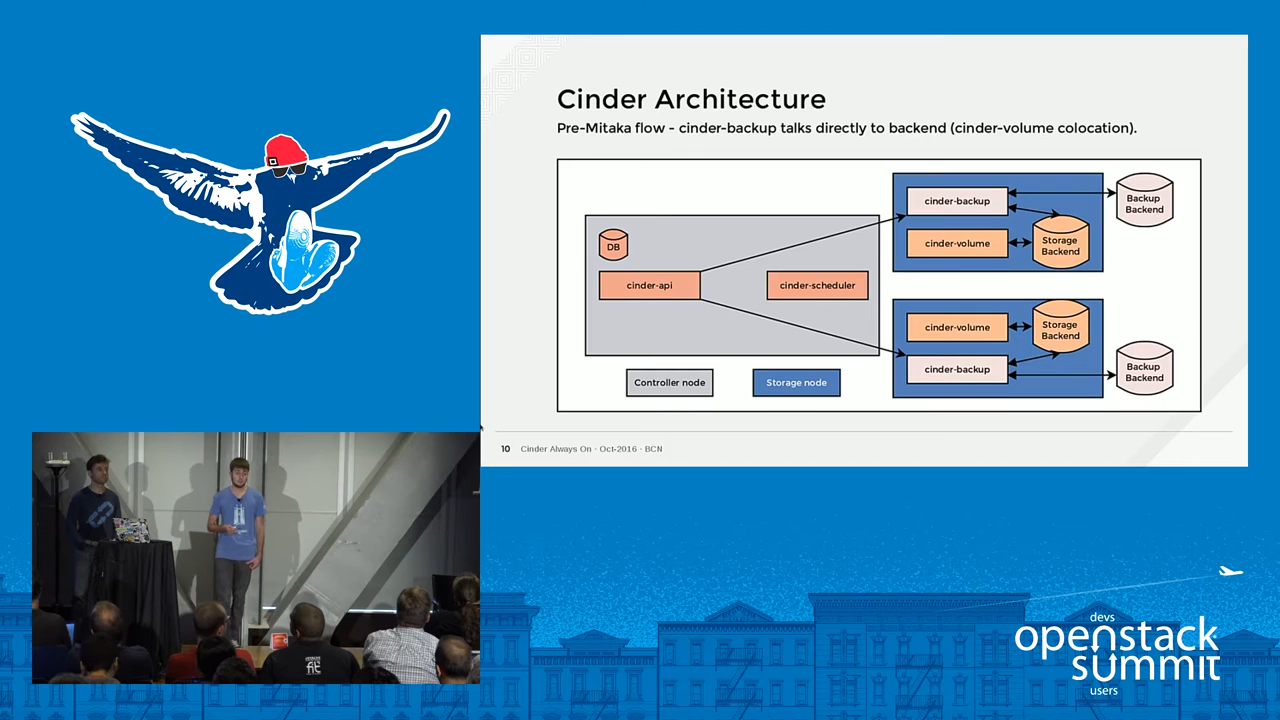 Cinder Architecture
Pre-Mitaka flow - cinder-backup talks directly to backend (cinder-volume colocation).
DB
cinder-api
cinder-scheduler
cinder-backup
cinder-volume
Storage
Backend
Backup
Backend
cinder-volume
Storage
Backend
cinder-backup
Backup
Backend
Controller node
Storage node
10 Cinder Always On · Oct-2016 · BCN
devs
openstack
summit
users